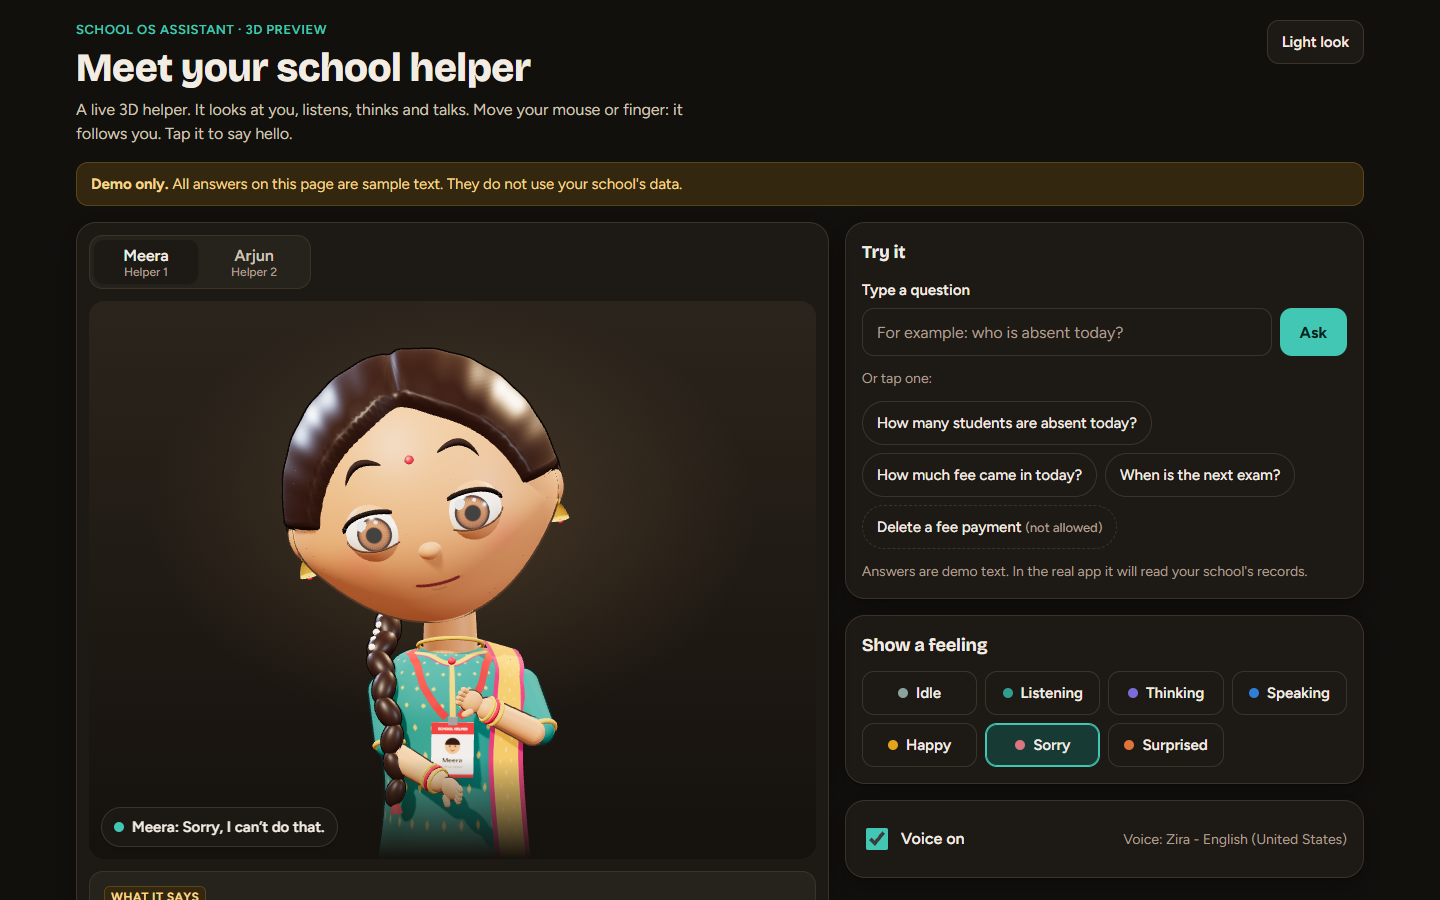 SCHOOL OS ASSISTANT · 3D PREVIEW
Meet your school helper
A live 3D helper. It looks at you, listens, thinks and talks. Move your mouse or finger: it
follows you. Tap it to say hello.
Light look
Demo only. All answers on this page are sample text. They do not use your school's data.
Meera
Helper 1
Arjun
Helper 2
SCHOOL HELPER
Meera
Meera: Sorry, I can't do that.
WHAT IT SAYS
Try it
Type a question
For example: who is absent today?
Ask
Or tap one:
How many students are absent today?
How much fee came in today?
When is the next exam?
Delete a fee payment (not allowed)
Answers are demo text. In the real app it will read your school's records.
Show a feeling
Idle
Listening
Thinking
Speaking
Happy
Sorry
Surprised
Voice on
Voice: Zira - English (United States)